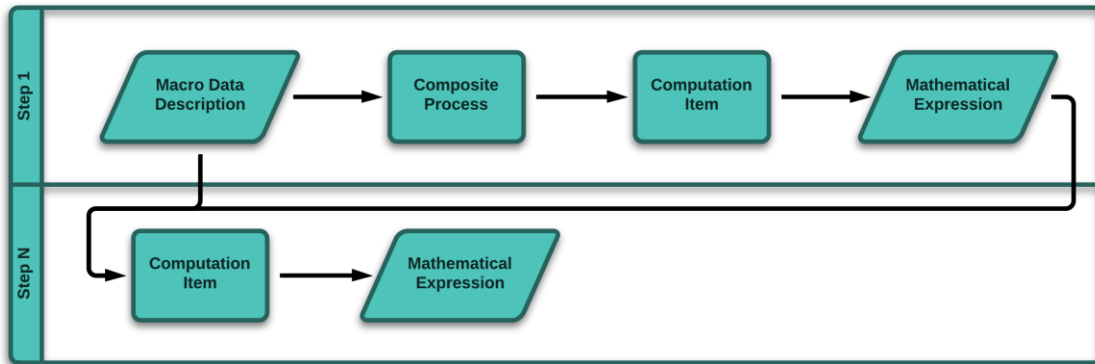 Step 1
Macro Data
Description
Composite
Process
Computation
Item
Mathematical
Expression
Step N
Computation
Item
Mathematical
Expression